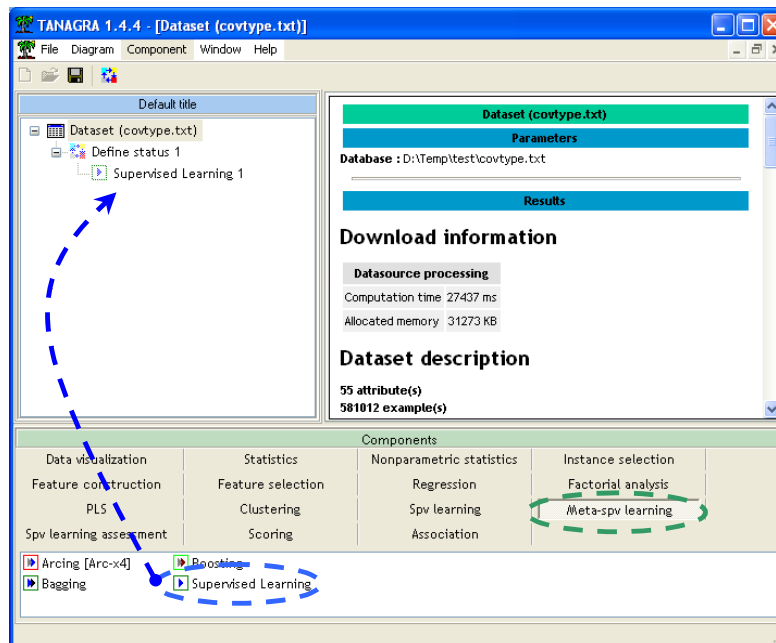 TANAGRA 1.4.4 - [Dataset (covtype.txt)]
File Diagram Component Window Help
Default title
Dataset (covtype.txt)
Define status 1
Supervised Learning 1
Dataset (covtype.txt)
Parameters
Database : D:\Temp\test\covtype.txt
Results
Download information
Datasource processing
Computation time 27437 ms
Allocated memory 31273 KB
Dataset description
55 attribute(s)
581012 example(s)
Components
Data visualization Statistics Nonparametric statistics Instance selection
Feature construction Feature selection Regression Factorial analysis
PLS Clustering Spv learning Meta-spv learning
Spv learning assessment Scoring Association
Arcing [Arc-x4] Boosting
Bagging Supervised Learning